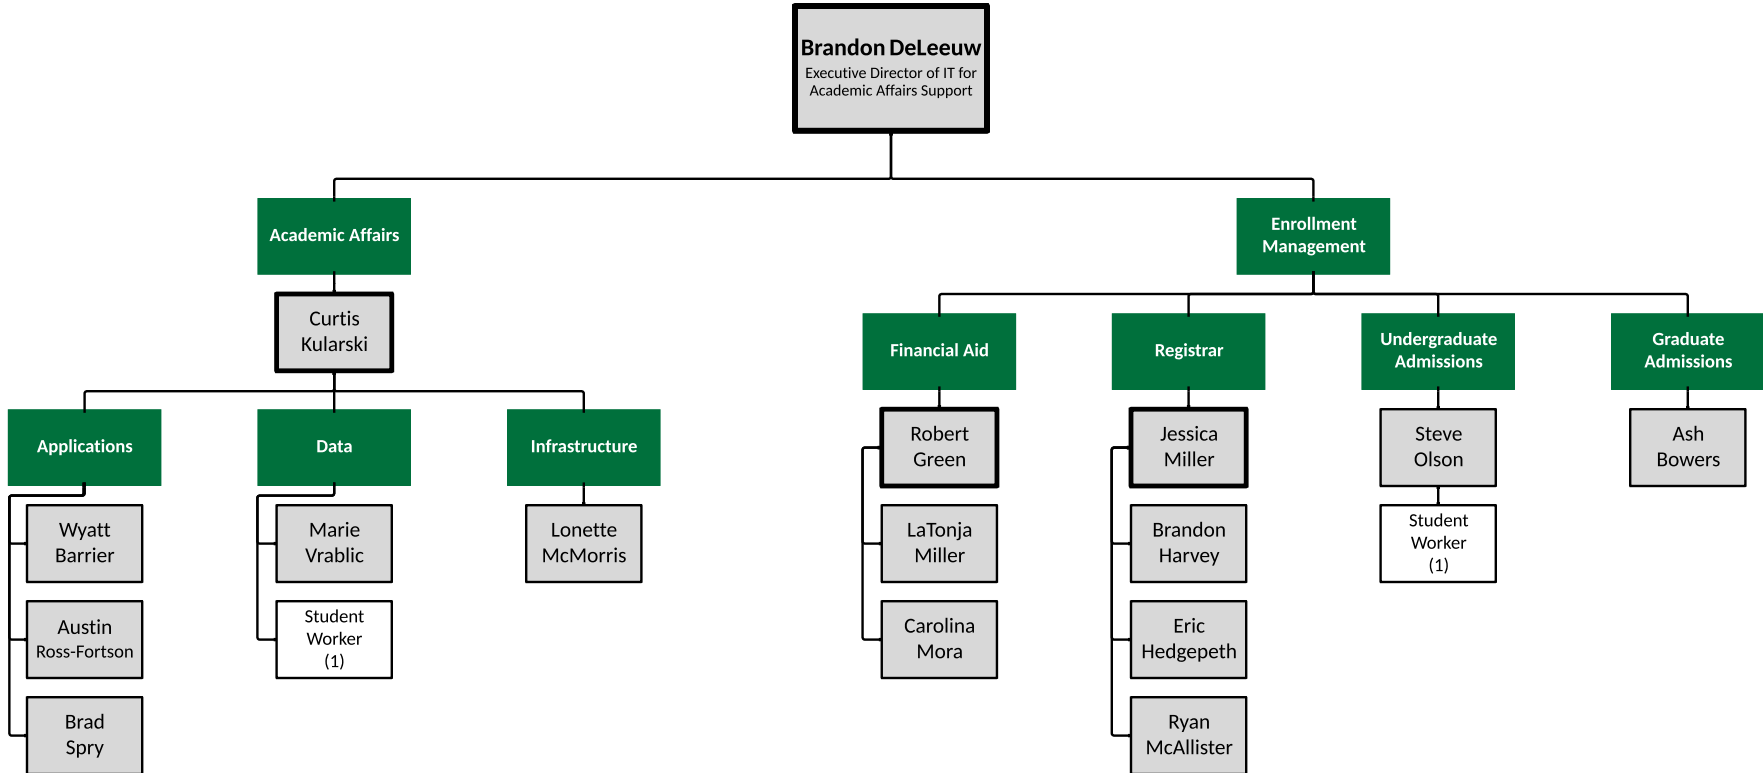 Brandon DeLeeuw
Executive Director of IT for
Academic Affairs Support
Academic Affairs
Enrollment
Management
Curtis
Kularski
Financial Aid
Registrar
Undergraduate
Admissions
Graduate
Admissions
Applications
Data
Infrastructure
Robert
Green
Jessica
Miller
Steve
Olson
Ash
Bowers
Wyatt
Barrier
Marie
Vrablic
Lonette
McMorris
LaTonja
Miller
Brandon
Harvey
Student
Worker
(1)
Austin
Ross-Fortson
Student
Worker
(1)
Carolina
Mora
Eric
Hedgepeth
Brad
Spry
Ryan
McAllister